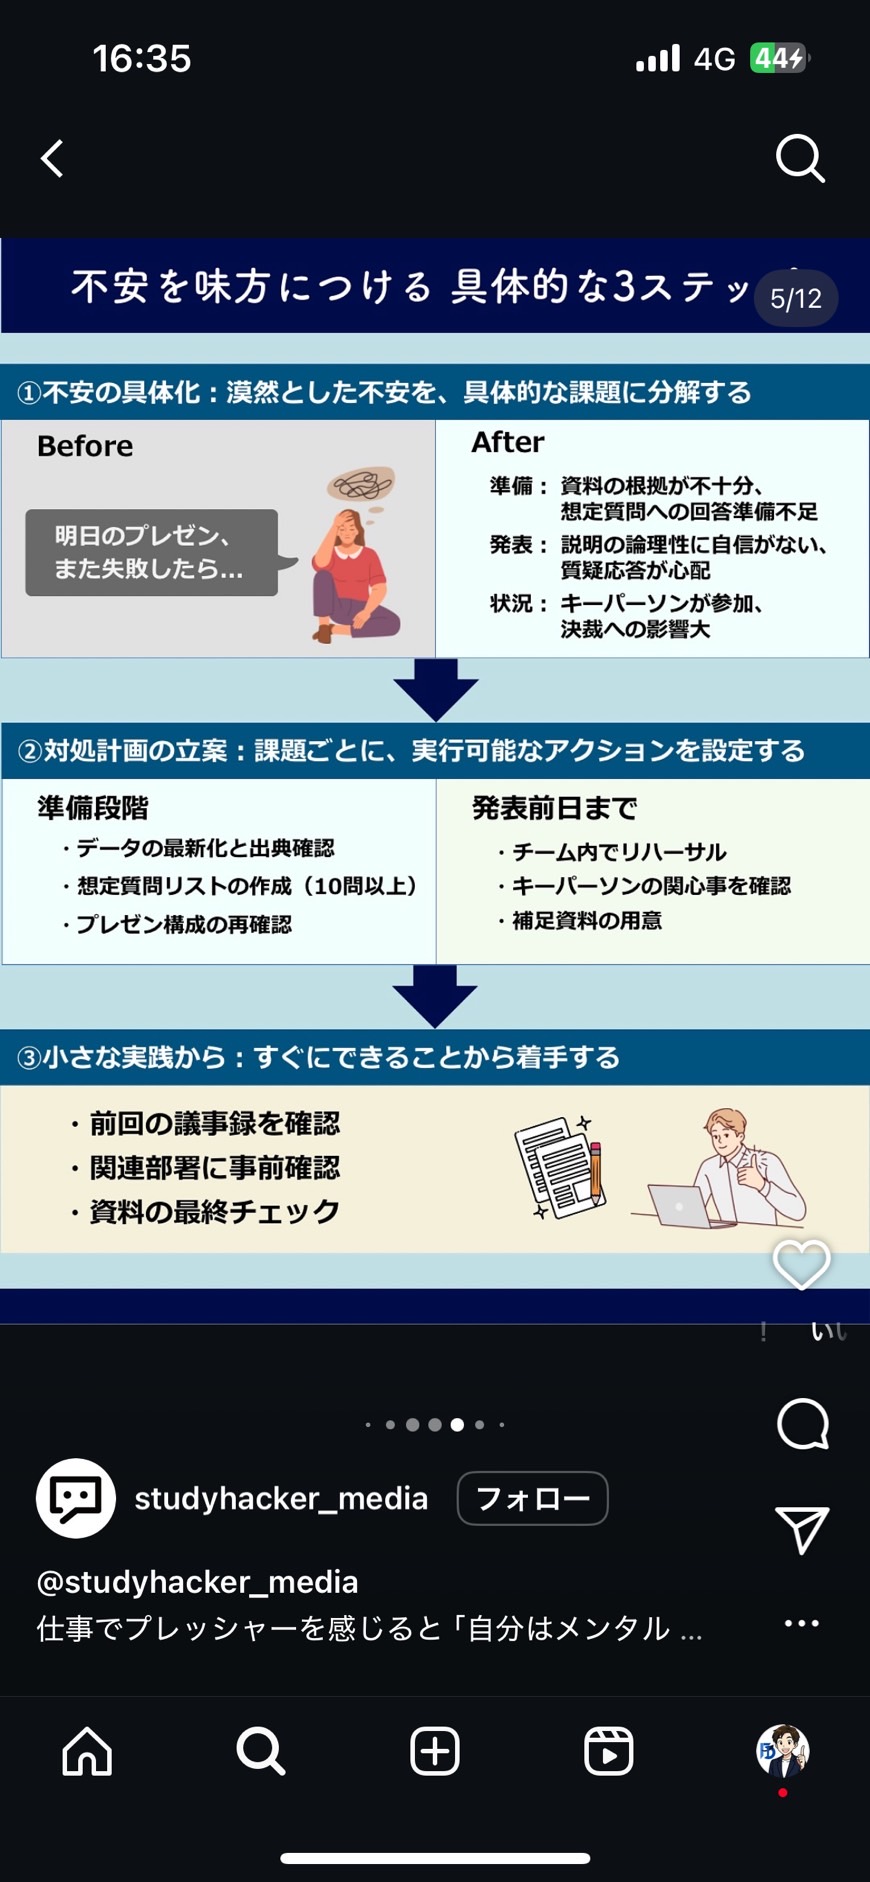 16:35
4G 44
不安を味方につける 具体的な3ステッ
5/12
①不安の具体化：漠然とした不安を、具体的な課題に分解する
Before
明日のプレゼン、
また失敗したら…
After
準備： 資料の根拠が不十分、
想定質問への回答準備不足
発表： 説明の論理性に自信がない、
質疑応答が心配
状況： キーパーソンが参加、
決裁への影響大
②対処計画の立案：課題ごとに、実行可能なアクションを設定する
準備段階
・データの最新化と出典確認
・想定質問リストの作成（10問以上）
・プレゼン構成の再確認
発表前日まで
・チーム内でリハーサル
・キーパーソンの関心事を確認
・補足資料の用意
③小さな実践から：すぐにできることから着手する
・前回の議事録を確認
・関連部署に事前確認
・資料の最終チェック
! い
studyhacker_media フォロー
@studyhacker_media
仕事でプレッシャーを感じると「自分はメンタル ...